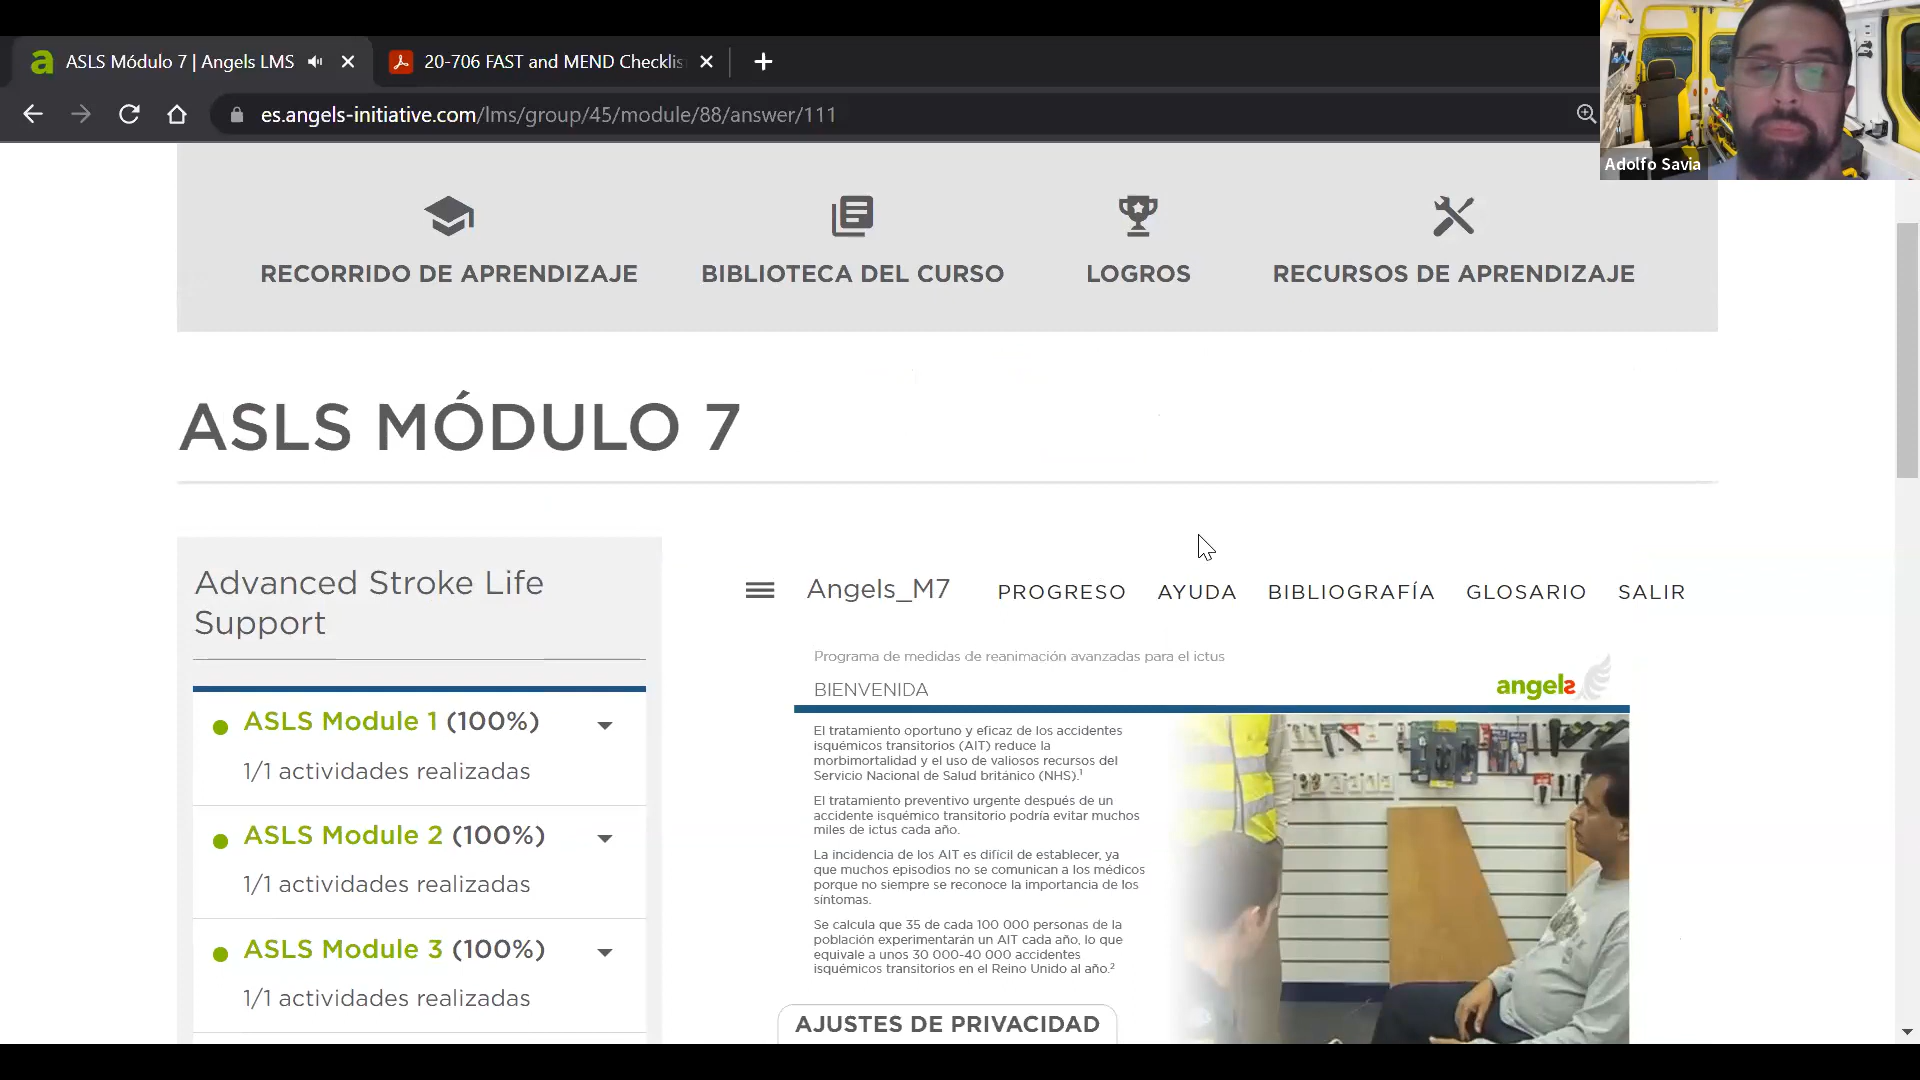 ASLS Módulo 7 | Angels LMS
20-706 FAST and MEND Checklis
es.angels-initiative.com/lms/group/45/module/88/answer/111
Adolfo Savia
RECORRIDO DE APRENDIZAJE
BIBLIOTECA DEL CURSO
LOGROS
RECURSOS DE APRENDIZAJE
ASLS MÓDULO 7
Advanced Stroke Life
Support
ASLS Module 1 (100%)
1/1 actividades realizadas
ASLS Module 2 (100%)
1/1 actividades realizadas
ASLS Module 3 (100%)
1/1 actividades realizadas
Angels_M7
PROGRESO
AYUDA
BIBLIOGRAFÍA
GLOSARIO
SALIR
Programa de medidas de reanimación avanzadas para el ictus
BIENVENIDA
angels
El tratamiento oportuno y eficaz de los accidentes
isquémicos transitorios (AIT) reduce la
morbimortalidad y el uso de valiosos recursos del
Servicio Nacional de Salud británico (NHS).¹
El tratamiento preventivo urgente después de un
accidente isquémico transitorio podría evitar muchos
miles de ictus cada año.
La incidencia de los AIT es difícil de establecer, ya
que muchos episodios no se comunican a los médicos
porque no siempre se reconoce la importancia de los
síntomas.
Se calcula que 35 de cada 100 000 personas de la
población experimentarán un AIT cada año, lo que
equivale a unos 30 000-40 000 accidentes
isquémicos transitorios en el Reino Unido al año.²
AJUSTES DE PRIVACIDAD